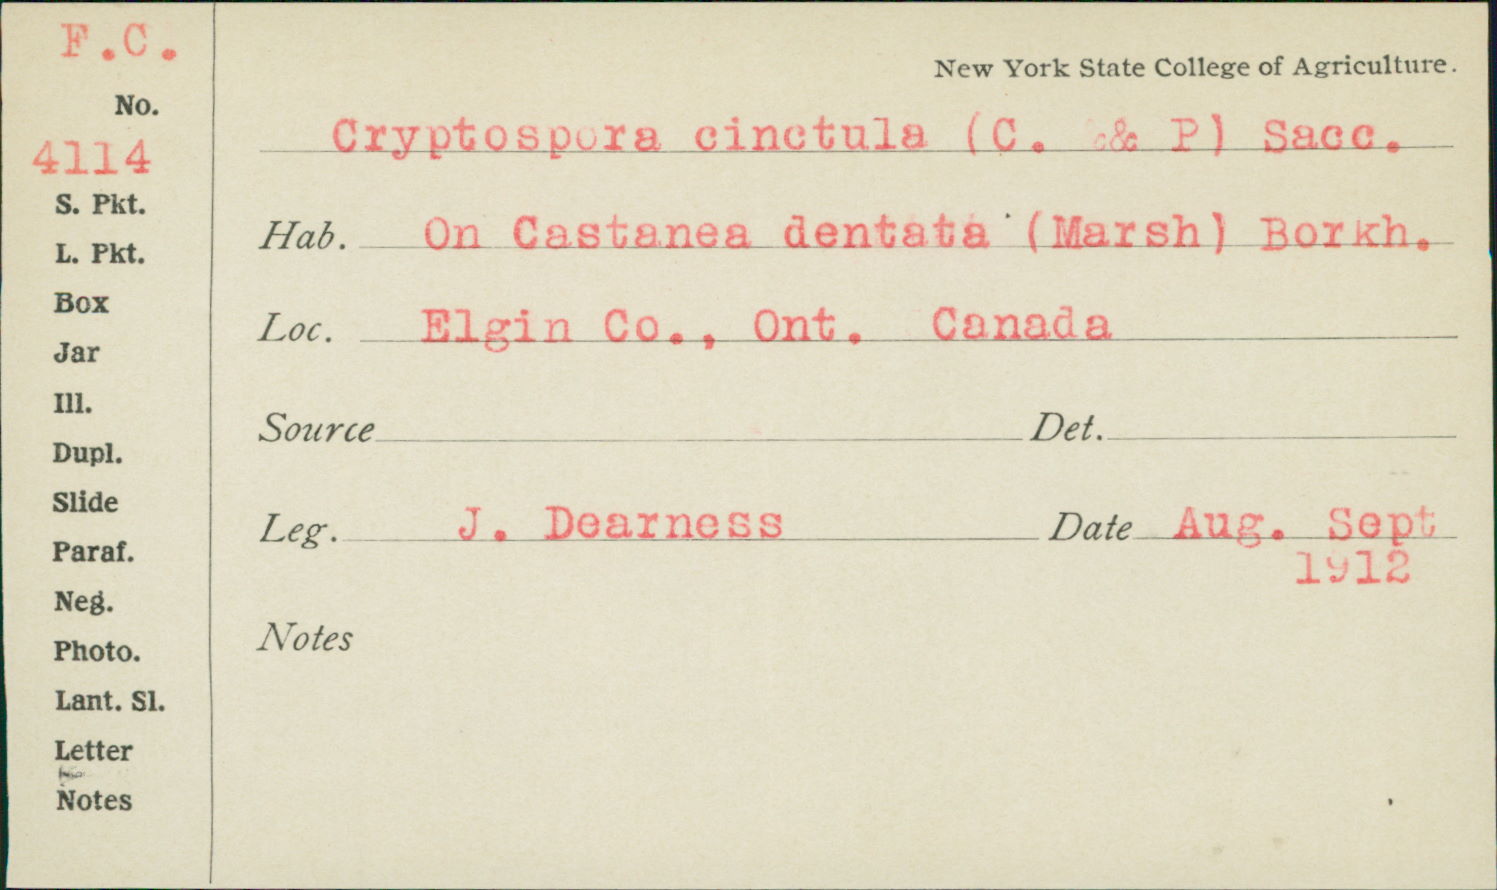 F.C.
New York State College of Agriculture.
No.
4114
Cryptospora cinctula (C. & P) Sacc.
S. Pkt.
Hab. On Castanea dentata (Marsh) Borkh.
L. Pkt.
Box
Loc. Elgin Co., Ont. Canada
Jar
Ill.
Source Det.
Dupl.
Slide
Leg. J. Dearness Date Aug. Sept
1912
Paraf.
Neg.
Notes
Photo.
Lant. Sl.
Letter
Notes